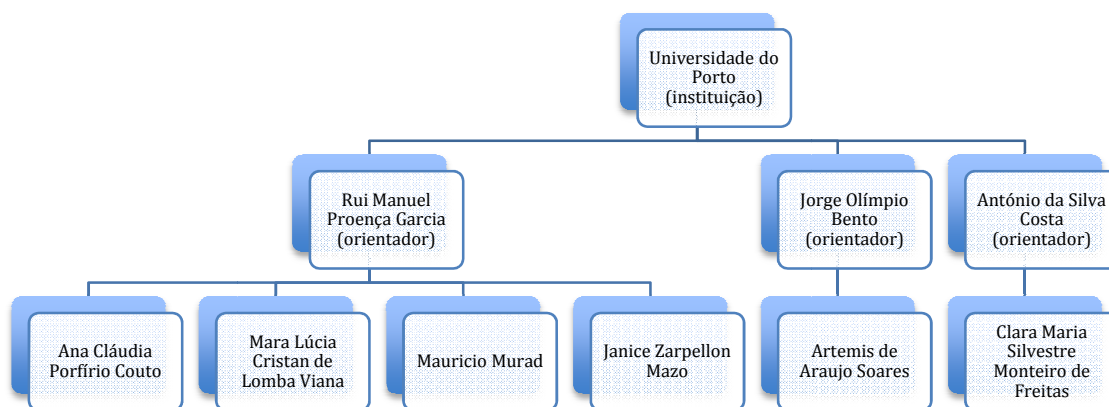 Universidade do
Porto
(instituição)
Rui Manuel
Proença Garcia
(orientador)
Jorge Olímpio
Bento
(orientador)
António da Silva
Costa
(orientador)
Ana Cláudia
Porfírio Couto
Mara Lúcia
Cristan de
Lomba Viana
Mauricio Murad
Janice Zarpellon
Mazo
Artemis de
Araujo Soares
Clara Maria
Silvestre
Monteiro de
Freitas